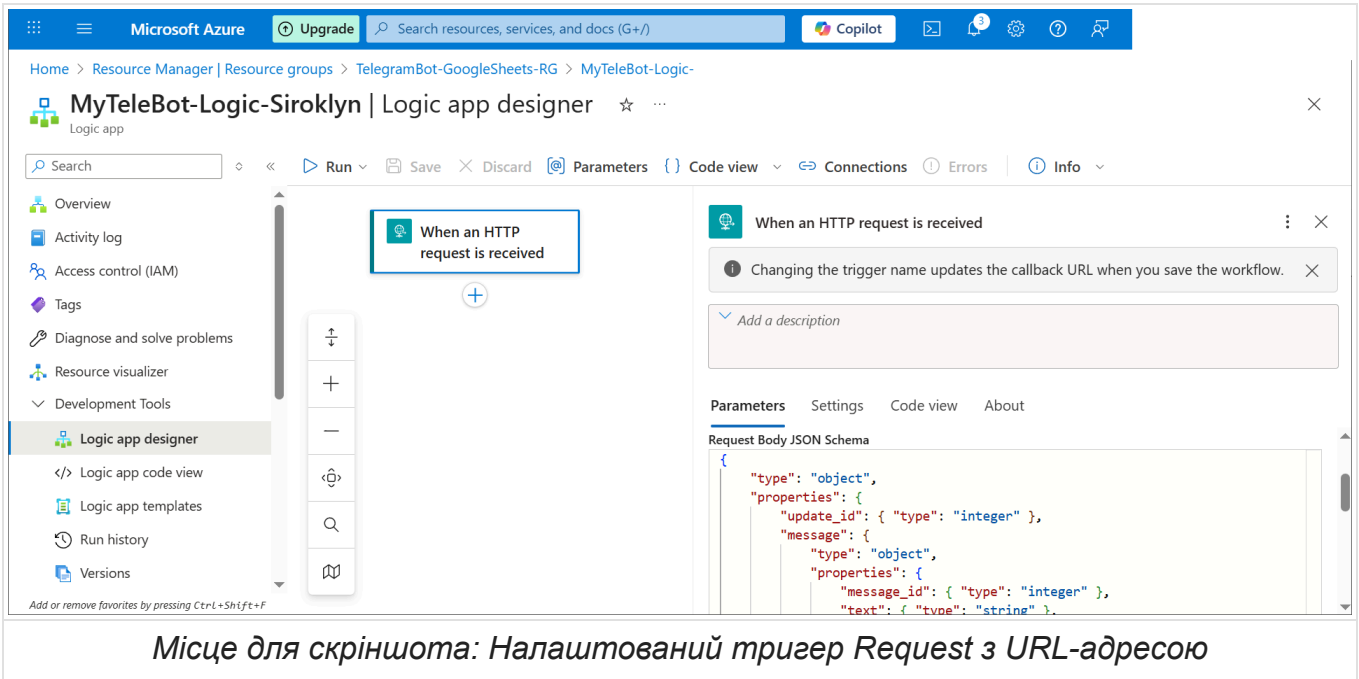 Microsoft Azure
Upgrade
Search resources, services, and docs (G+/)
Copilot
3
Home > Resource Manager | Resource groups > TelegramBot-GoogleSheets-RG > MyTeleBot-Logic-
MyTeleBot-Logic-Siroklyn | Logic app designer
Logic app
Search
Run
Save
Discard
Parameters
Code view
Connections
Errors
Info
Overview
Activity log
Access control (IAM)
Tags
Diagnose and solve problems
Resource visualizer
Development Tools
Logic app designer
Logic app code view
Logic app templates
Run history
Versions
Add or remove favorites by pressing Ctrl+Shift+F
When an HTTP
request is received
When an HTTP request is received
Changing the trigger name updates the callback URL when you save the workflow.
Add a description
Parameters
Settings
Code view
About
Request Body JSON Schema
{
"type": "object",
"properties": {
"update_id": { "type": "integer" },
"message": {
"type": "object",
"properties": {
"message_id": { "type": "integer" },
"text": { "type": "string" },
Місце для скріншота: Налаштований тригер Request з URL-адресою